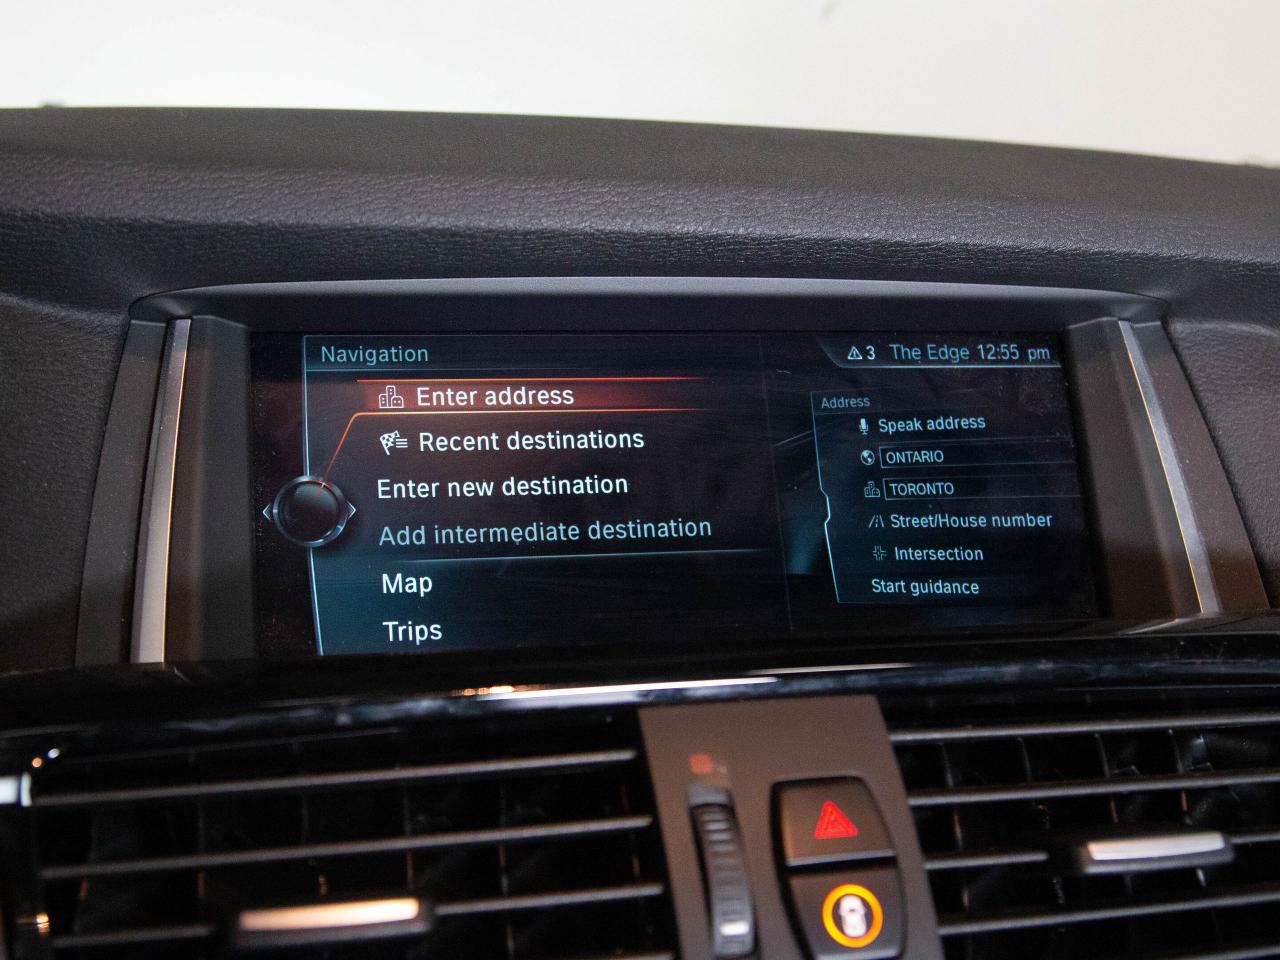 Navigation
3 The Edge 12:55 pm
Enter address
Recent destinations
Enter new destination
Add intermediate destination
Map
Trips
Address
Speak address
ONTARIO
TORONTO
Street/House number
Intersection
Start guidance